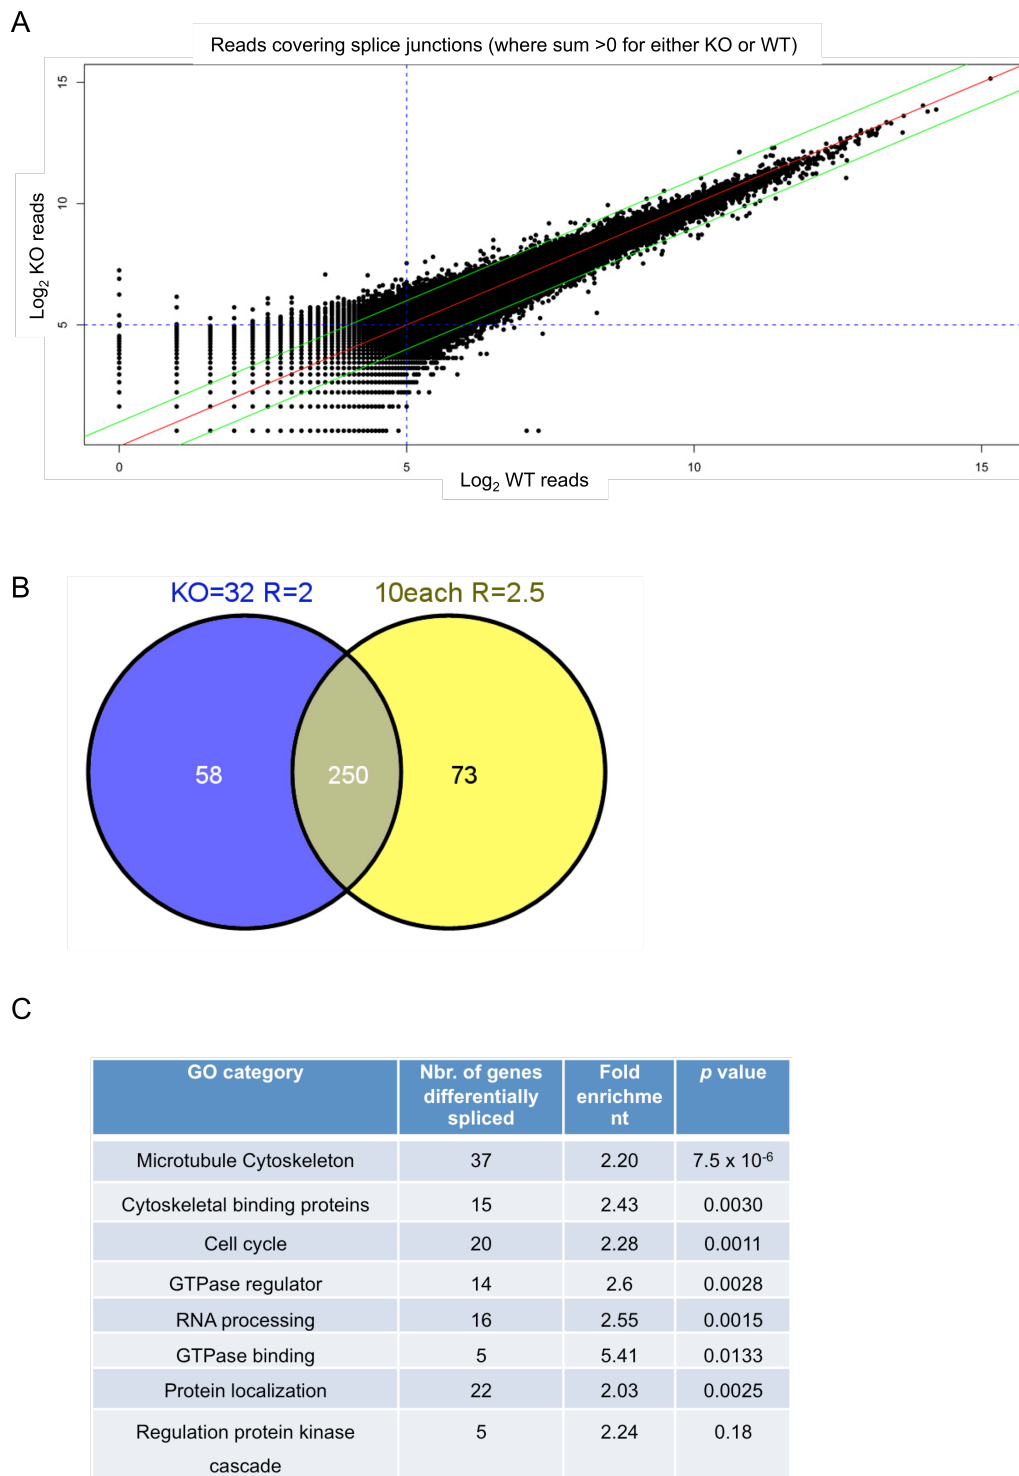 A
Reads covering splice junctions (where sum >0 for either KO or WT)
15
10
5
Log2 KO reads
0 5 10 15
Log2 WT reads
B
KO=32 R=2 10each R=2.5
58 250 73
C
GO category Nbr. of genes differentially spliced Fold enrichme nt p value
Microtubule Cytoskeleton 37 2.20 7.5 x 10-6
Cytoskeletal binding proteins 15 2.43 0.0030
Cell cycle 20 2.28 0.0011
GTPase regulator 14 2.6 0.0028
RNA processing 16 2.55 0.0015
GTPase binding 5 5.41 0.0133
Protein localization 22 2.03 0.0025
Regulation protein kinase 5 2.24 0.18
cascade